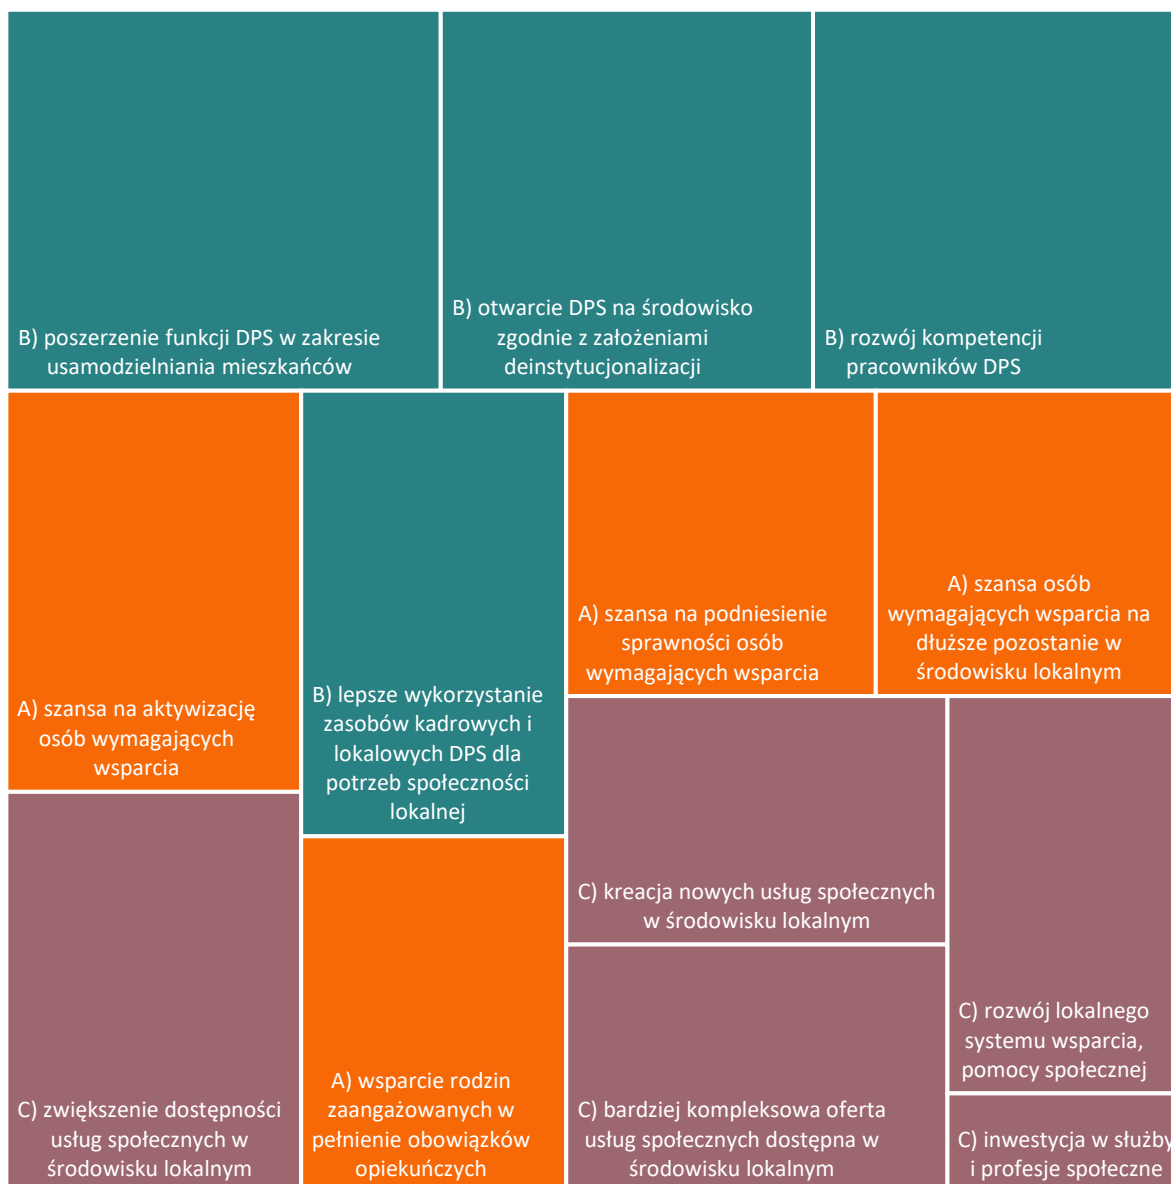 B) poszerzenie funkcji DPS w zakresie
usamodzielniania mieszkańców
B) otwarcie DPS na środowisko
zgodnie z założeniami
deinstytucjonalizacji
B) rozwój kompetencji
pracowników DPS
A) szansa na aktywizację
osób wymagających
wsparcia
B) lepsze wykorzystanie
zasobów kadrowych i
lokalowych DPS dla
potrzeb społeczności
lokalnej
A) szansa na podniesienie
sprawności osób
wymagających wsparcia
A) szansa osób
wymagających wsparcia na
dłuższe pozostanie w
środowisku lokalnym
C) zwiększenie dostępności
usług społecznych w
środowisku lokalnym
A) wsparcie rodzin
zaangażowanych w
pełnienie obowiązków
opiekuńczych
C) kreacja nowych usług społecznych
w środowisku lokalnym
C) bardziej kompleksowa oferta
usług społecznych dostępna w
środowisku lokalnym
C) rozwój lokalnego
systemu wsparcia,
pomocy społecznej
C) inwestycja w służby
i profesje społeczne